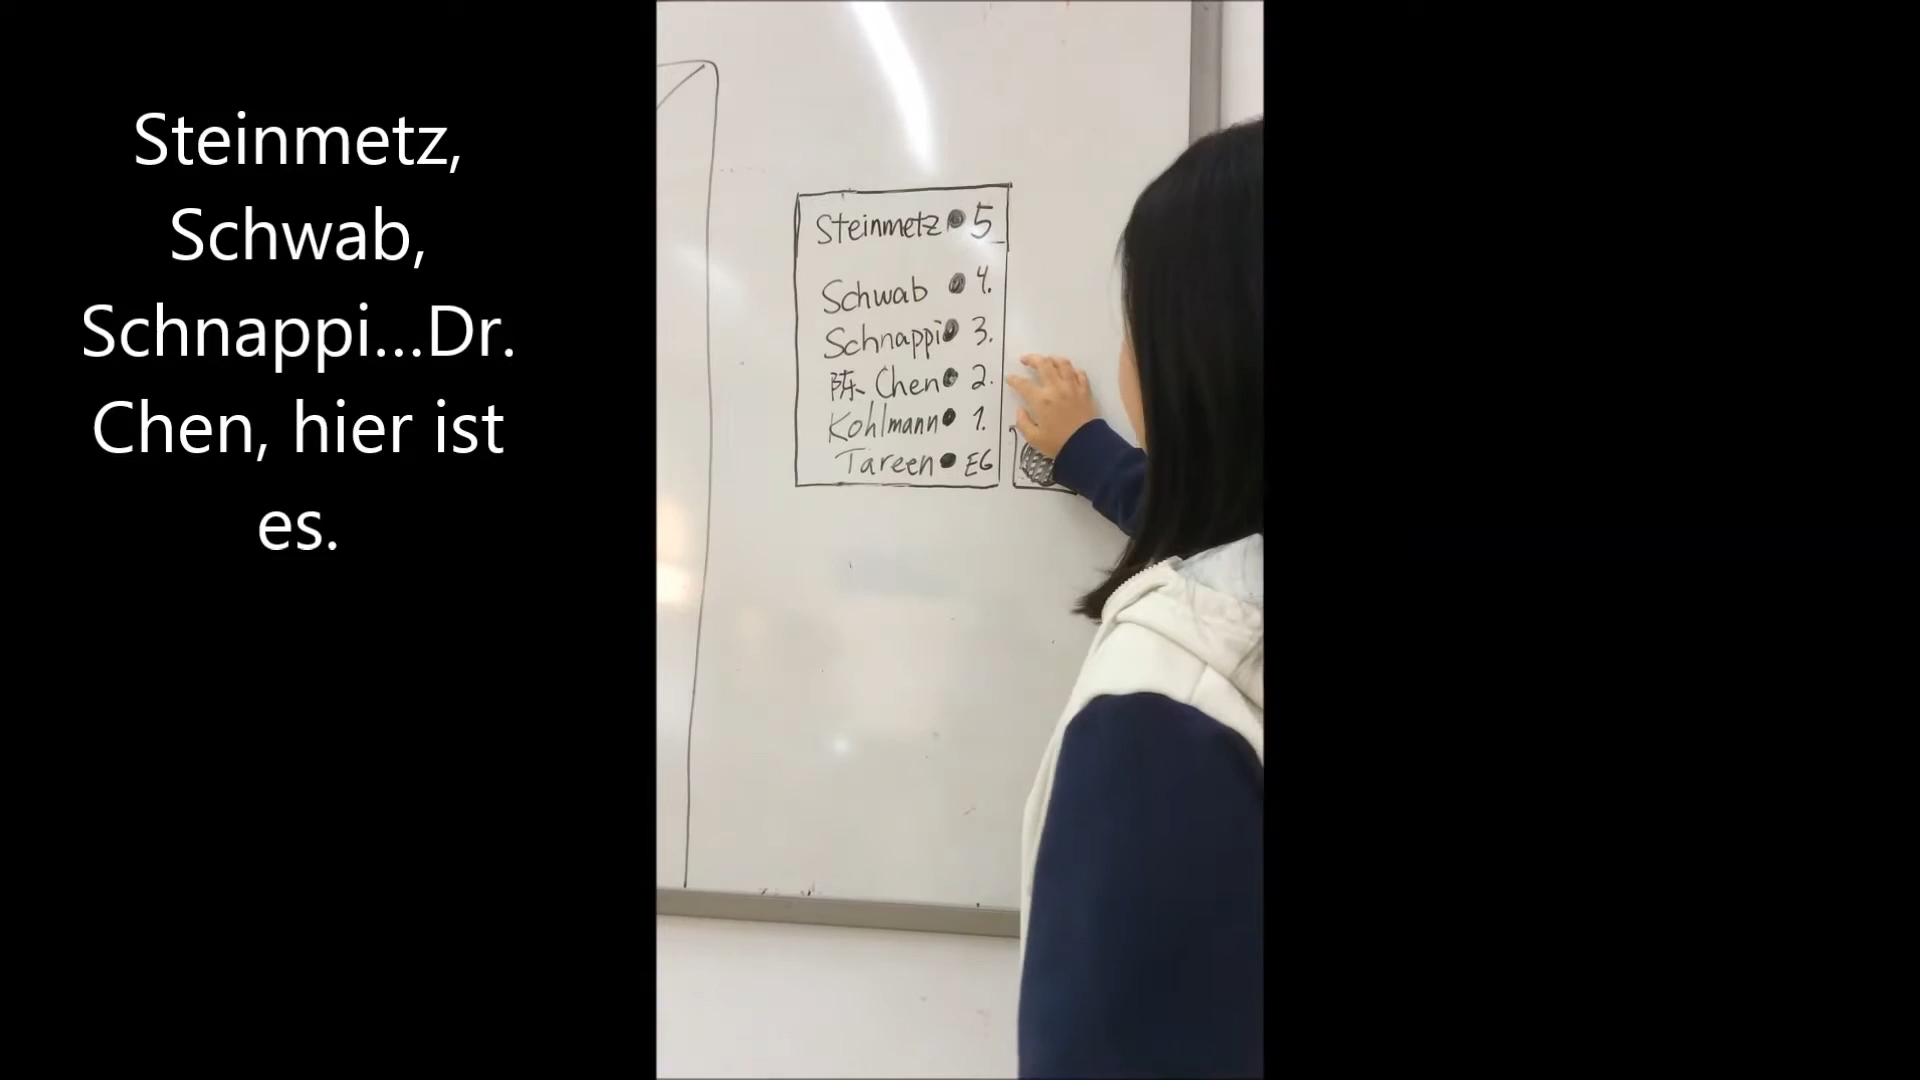 Steinmetz,
Schwab,
Schnappi...Dr.
Chen, hier ist
es.
Steinmetz 5
Schwab 4.
Schnappi 3.
陈 Chen 2.
Kohlmann 1.
Tareen EG